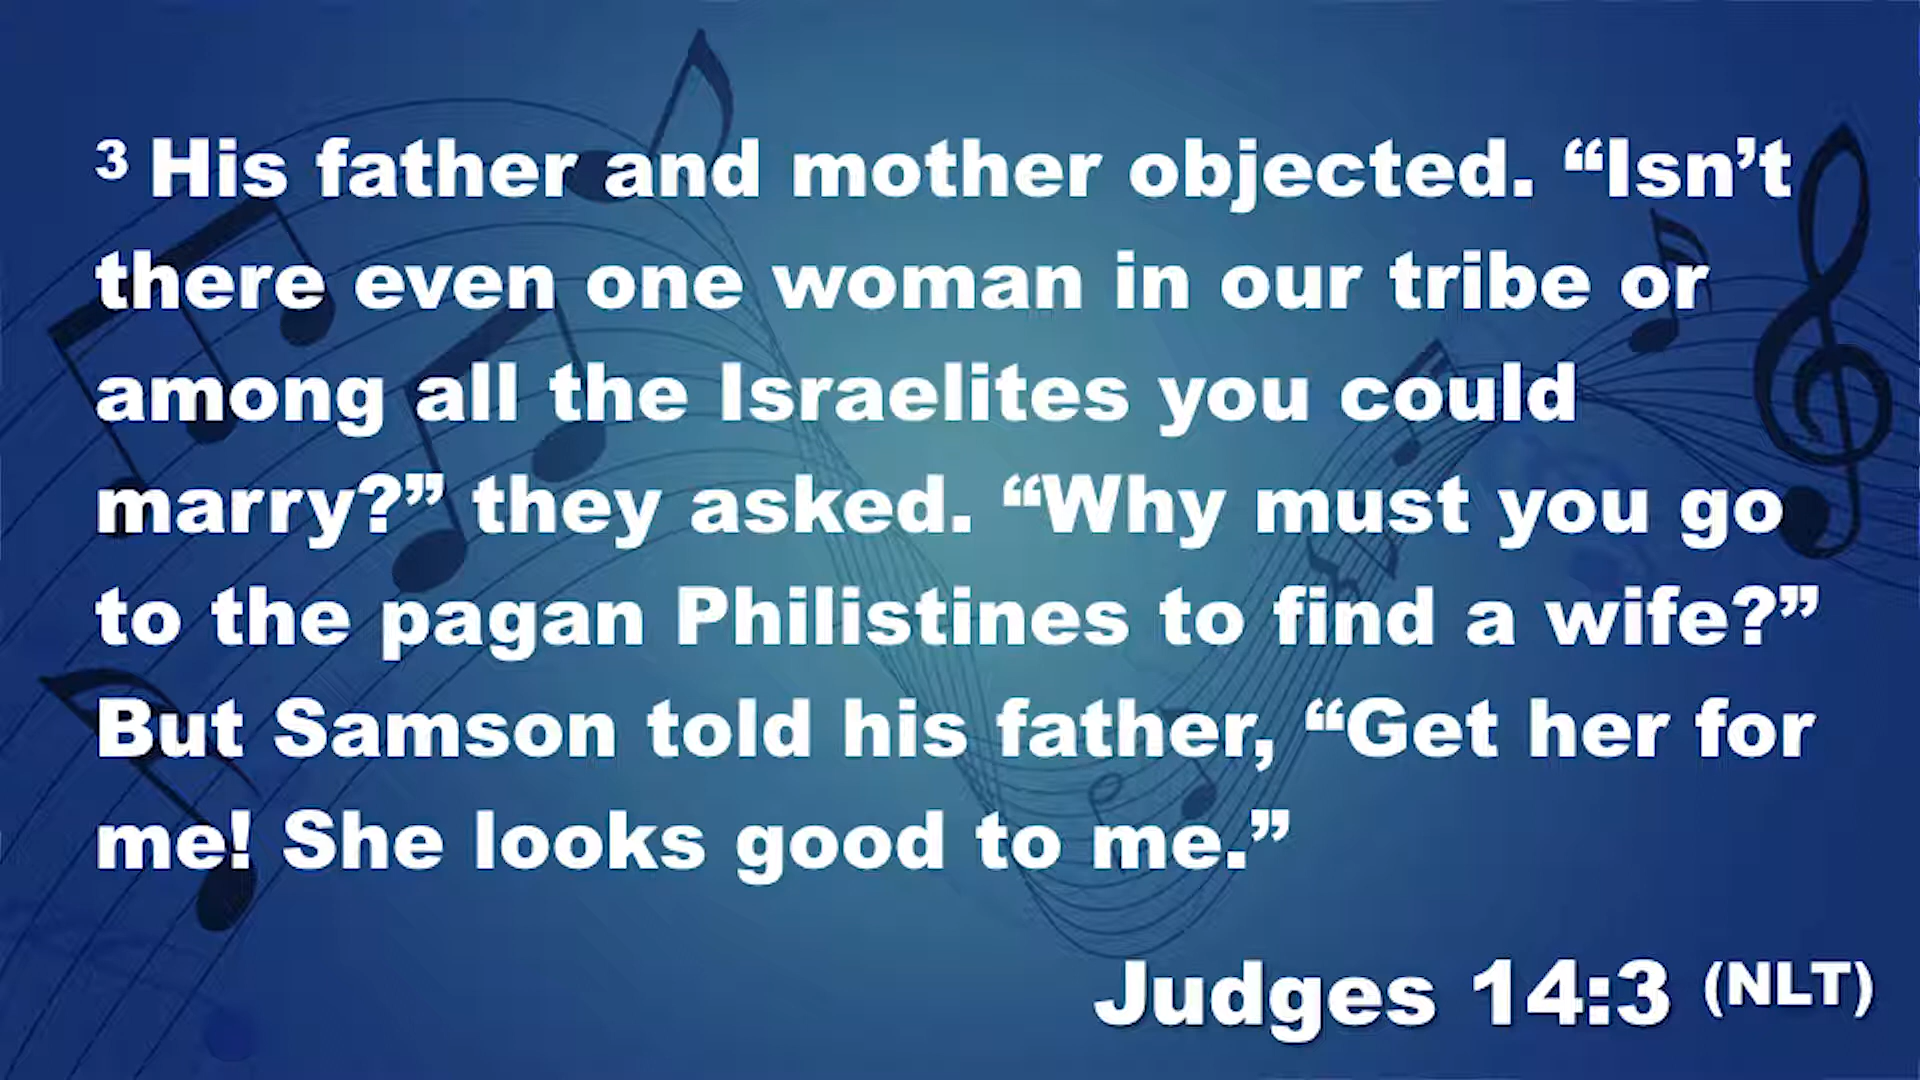 3 His father and mother objected. “Isn’t
there even one woman in our tribe or
among all the Israelites you could
marry?” they asked. “Why must you go
to the pagan Philistines to find a wife?”
But Samson told his father, “Get her for
me! She looks good to me.”
Judges 14:3 (NLT)